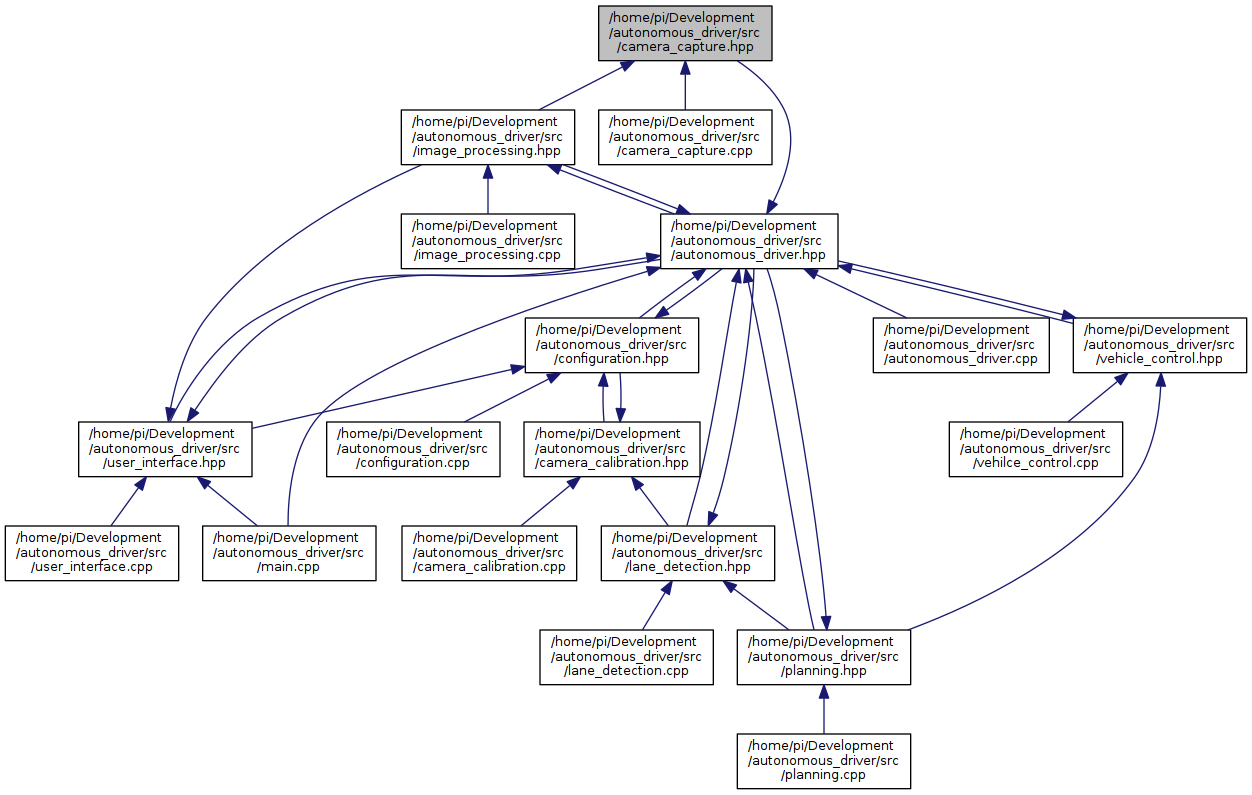 /home/pi/Development
/autonomous_driver/src
/camera_capture.hpp
/home/pi/Development
/autonomous_driver/src
/image_processing.hpp
/home/pi/Development
/autonomous_driver/src
/camera_capture.cpp
/home/pi/Development
/autonomous_driver/src
/image_processing.cpp
/home/pi/Development
/autonomous_driver/src
/autonomous_driver.hpp
/home/pi/Development
/autonomous_driver/src
/configuration.hpp
/home/pi/Development
/autonomous_driver/src
/autonomous_driver.cpp
/home/pi/Development
/autonomous_driver/src
/vehicle_control.hpp
/home/pi/Development
/autonomous_driver/src
/user_interface.hpp
/home/pi/Development
/autonomous_driver/src
/configuration.cpp
/home/pi/Development
/autonomous_driver/src
/camera_calibration.hpp
/home/pi/Development
/autonomous_driver/src
/vehilce_control.cpp
/home/pi/Development
/autonomous_driver/src
/user_interface.cpp
/home/pi/Development
/autonomous_driver/src
/main.cpp
/home/pi/Development
/autonomous_driver/src
/camera_calibration.cpp
/home/pi/Development
/autonomous_driver/src
/lane_detection.hpp
/home/pi/Development
/autonomous_driver/src
/lane_detection.cpp
/home/pi/Development
/autonomous_driver/src
/planning.hpp
/home/pi/Development
/autonomous_driver/src
/planning.cpp